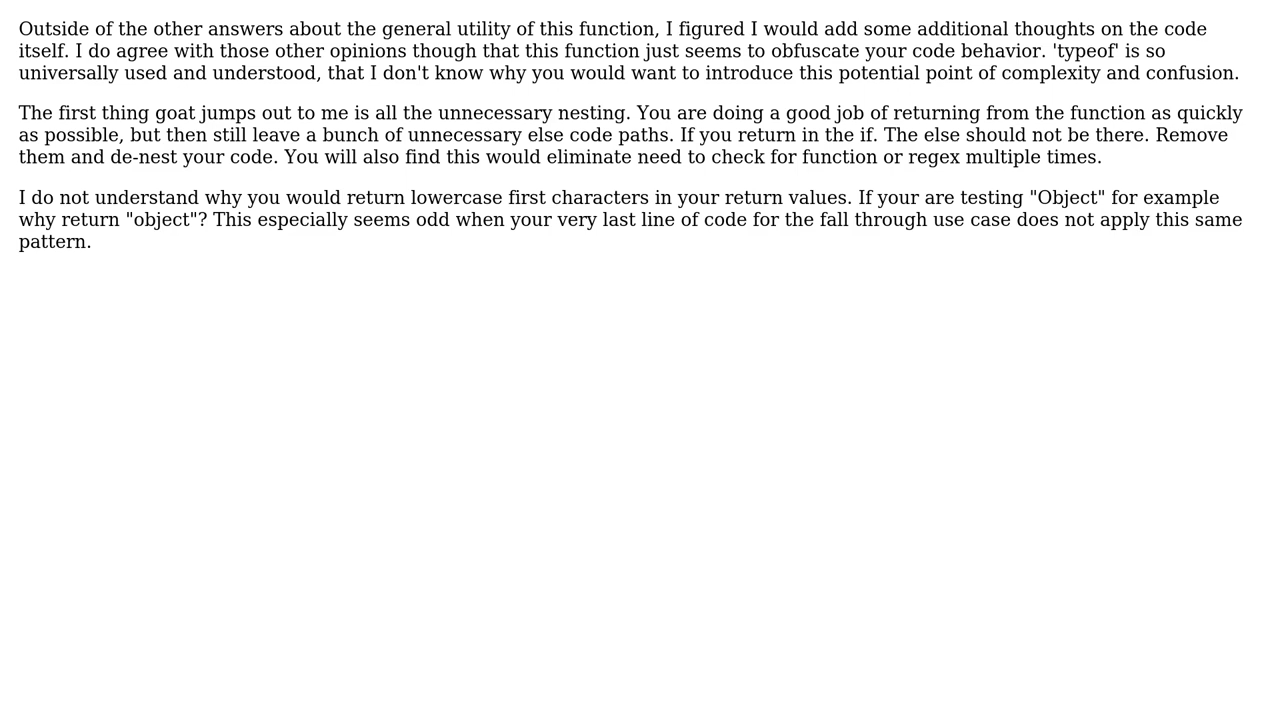 Outside of the other answers about the general utility of this function, I figured I would add some additional thoughts on the code
itself. I do agree with those other opinions though that this function just seems to obfuscate your code behavior. 'typeof' is so
universally used and understood, that I don't know why you would want to introduce this potential point of complexity and confusion.
The first thing goat jumps out to me is all the unnecessary nesting. You are doing a good job of returning from the function as quickly
as possible, but then still leave a bunch of unnecessary else code paths. If you return in the if. The else should not be there. Remove
them and de-nest your code. You will also find this would eliminate need to check for function or regex multiple times.
I do not understand why you would return lowercase first characters in your return values. If your are testing "Object" for example
why return "object"? This especially seems odd when your very last line of code for the fall through use case does not apply this same
pattern.